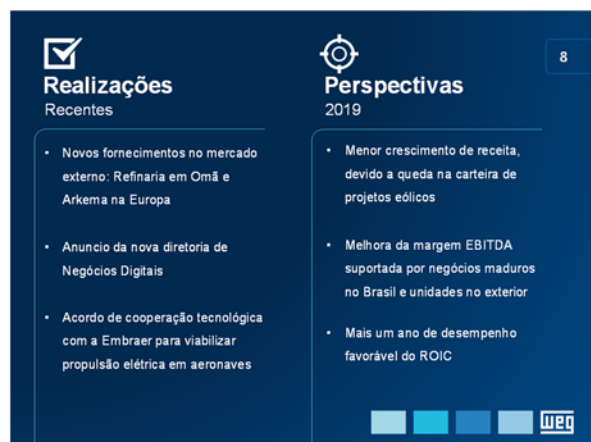 Realizações
Recentes
Novos fornecimentos no mercado
externo: Refinaria em Omã e
Arkema na Europa
Anuncio da nova diretoria de
Negócios Digitais
Acordo de cooperação tecnológica
com a Embraer para viabilizar
propulsão elétrica em aeronaves
Perspectivas
2019
8
Menor crescimento de receita,
devido a queda na carteira de
projetos eólicos
Melhora da margem EBITDA
suportada por negócios maduros
no Brasil e unidades no exterior
Mais um ano de desempenho
favorável do ROIC
WEG